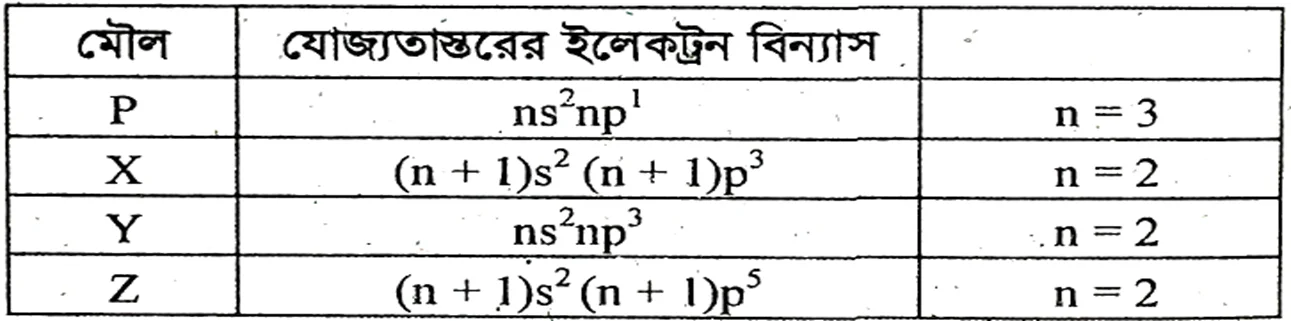 মৌল যোজ্যতাস্তরের ইলেকট্রন বিন্যাস
P ns²np¹ n = 3
X (n + 1)s² (n + 1)p³ n = 2
Y ns²np³ n = 2
Z (n + 1)s² (n + 1)p⁵ n = 2